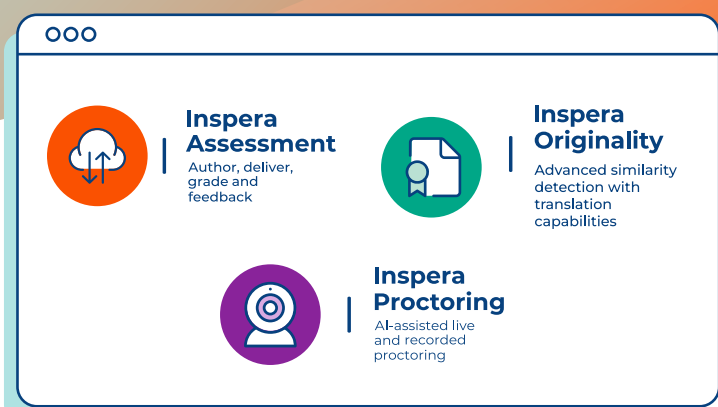 Inspera
Assessment
Author, deliver,
grade and
feedback
Inspera
Originality
Advanced similarity
detection with
translation
capabilities
Inspera
Proctoring
AI-assisted live
and recorded
proctoring